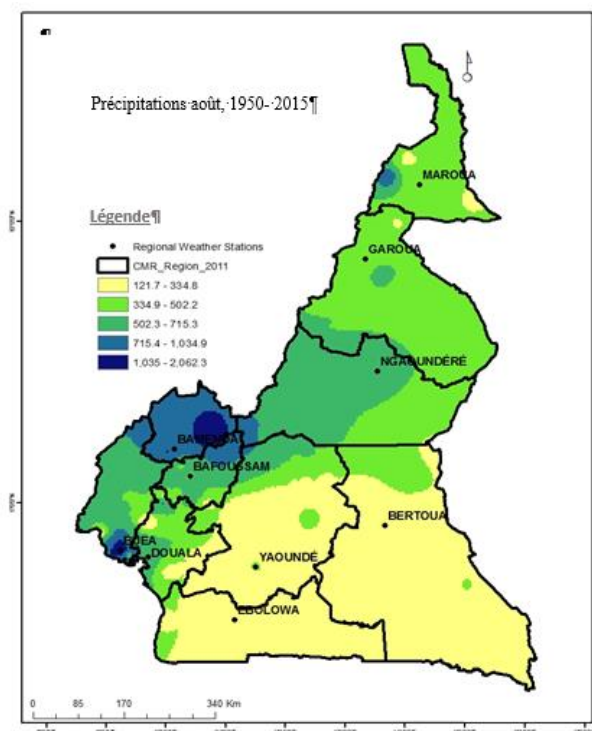 Précipitations·août,·1950-·2015¶
MAROUA
Légende¶
Regional Weather Stations
CMR_Region_2011
121.7 - 334.8
334.9 - 502.2
502.3 - 715.3
715.4 - 1,034.9
1,035 - 2,062.3
GAROUA
NGAOUNDÉRÉ
BAMENDA
BAFOUSSAM
BERTOUA
BUEA
DOUALA
YAOUNDÉ
EBOLOWA
0 85 170 340 Km